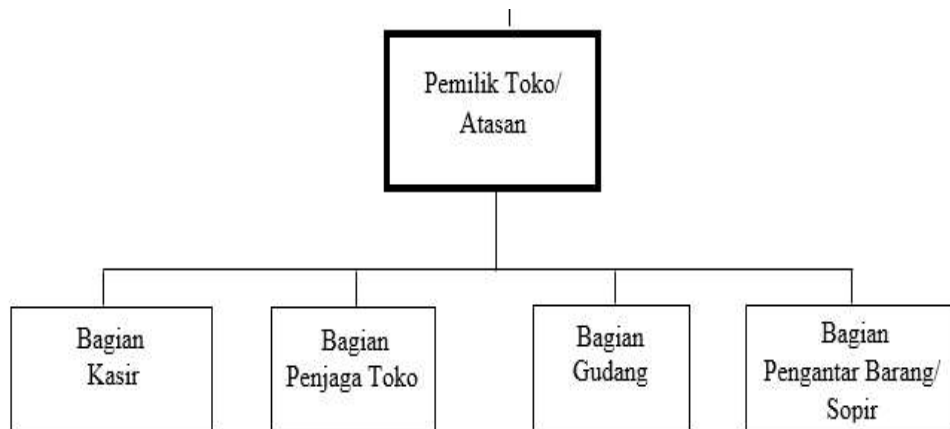 Pemilik Toko/
Atasan
Bagian
Kasir
Bagian
Penjaga Toko
Bagian
Gudang
Bagian
Pengantar Barang/
Sopir